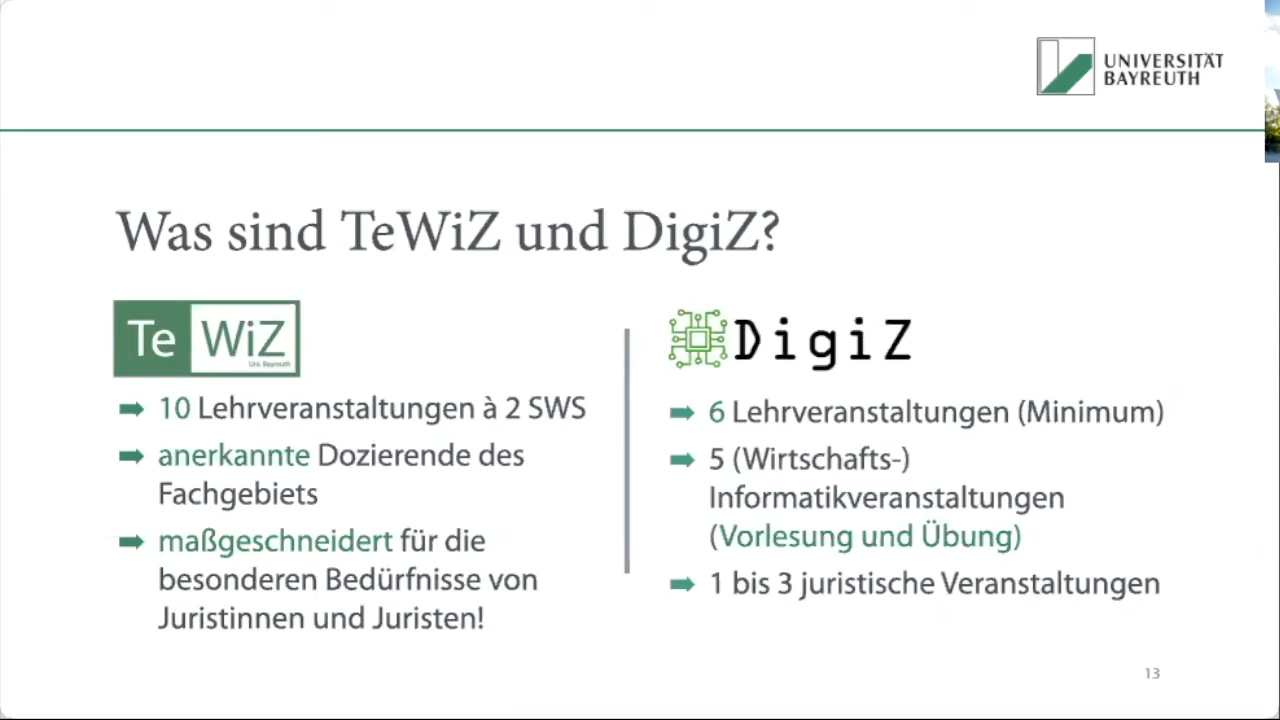 UNIVERSITÄT
BAYREUTH
Was sind TeWiZ und DigiZ?
Te WiZ
Uni. Bayreuth
➡ 10 Lehrveranstaltungen à 2 SWS
➡ anerkannte Dozierende des
Fachgebiets
➡ maßgeschneidert für die
besonderen Bedürfnisse von
Juristinnen und Juristen!
DigiZ
➡ 6 Lehrveranstaltungen (Minimum)
➡ 5 (Wirtschafts-)
Informatikveranstaltungen
(Vorlesung und Übung)
➡ 1 bis 3 juristische Veranstaltungen
13